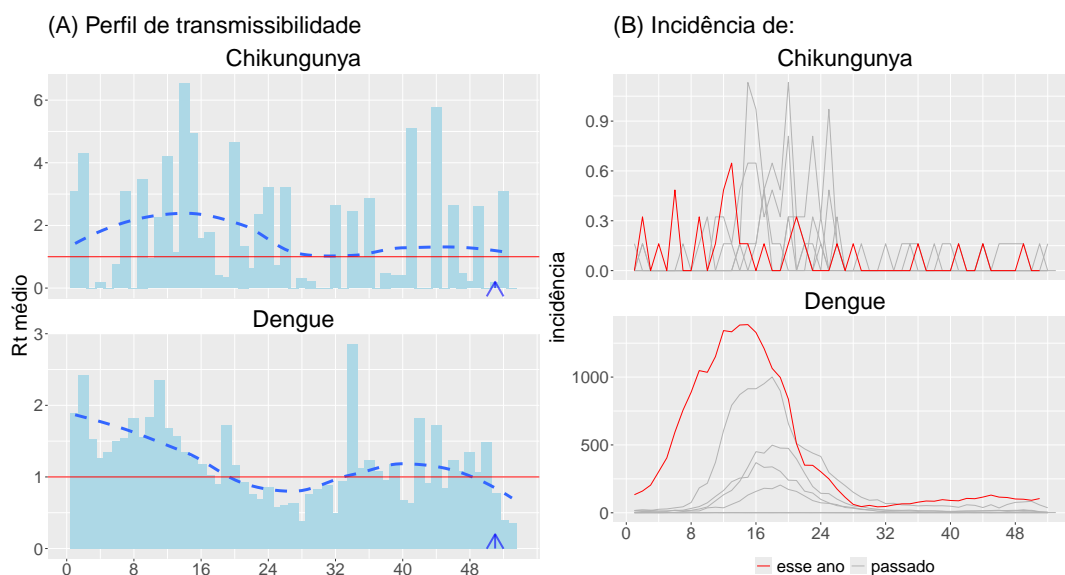 (A) Perfil de transmissibilidade
Chikungunya
6
4
2
0
Dengue
3
2
1
0
0 8 16 24 32 40 48
Rt médio
(B) Incidência de:
Chikungunya
0.9
0.6
0.3
0.0
Dengue
1000
500
0
0 8 16 24 32 40 48
incidência
esse ano passado